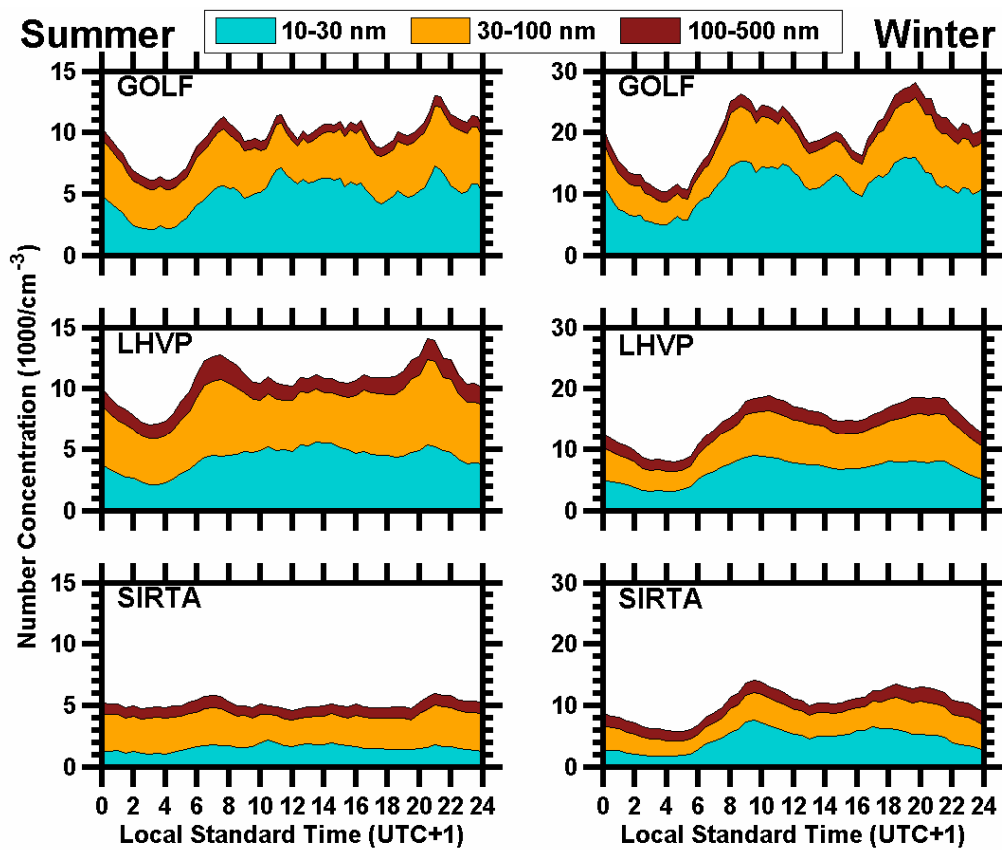 Summer 10-30 nm 30-100 nm 100-500 nm Winter
GOLF
GOLF
LHVP
LHVP
SIRTA
SIRTA
15
10
5
0
30
20
10
0
15
10
5
0
30
20
10
0
15
10
5
0
30
20
10
0
Number Concentration (1000/cm⁻³)
0 2 4 6 8 10 12 14 16 18 20 22 24
0 2 4 6 8 10 12 14 16 18 20 22 24
Local Standard Time (UTC+1)
Local Standard Time (UTC+1)